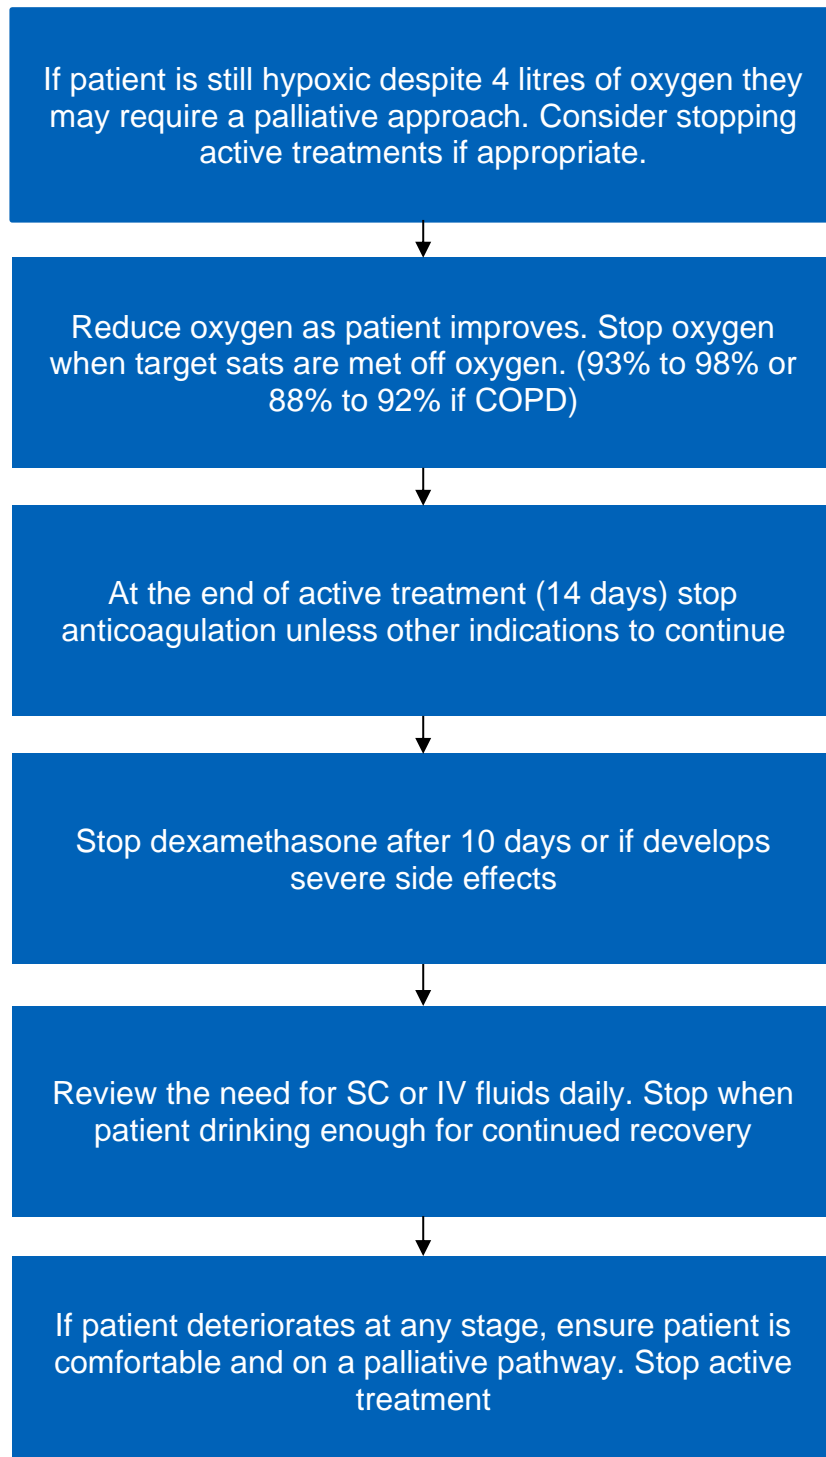 If patient is still hypoxic despite 4 litres of oxygen they
may require a palliative approach. Consider stopping
active treatments if appropriate.
Reduce oxygen as patient improves. Stop oxygen
when target sats are met off oxygen. (93% to 98% or
88% to 92% if COPD)
At the end of active treatment (14 days) stop
anticoagulation unless other indications to continue
Stop dexamethasone after 10 days or if develops
severe side effects
Review the need for SC or IV fluids daily. Stop when
patient drinking enough for continued recovery
If patient deteriorates at any stage, ensure patient is
comfortable and on a palliative pathway. Stop active
treatment